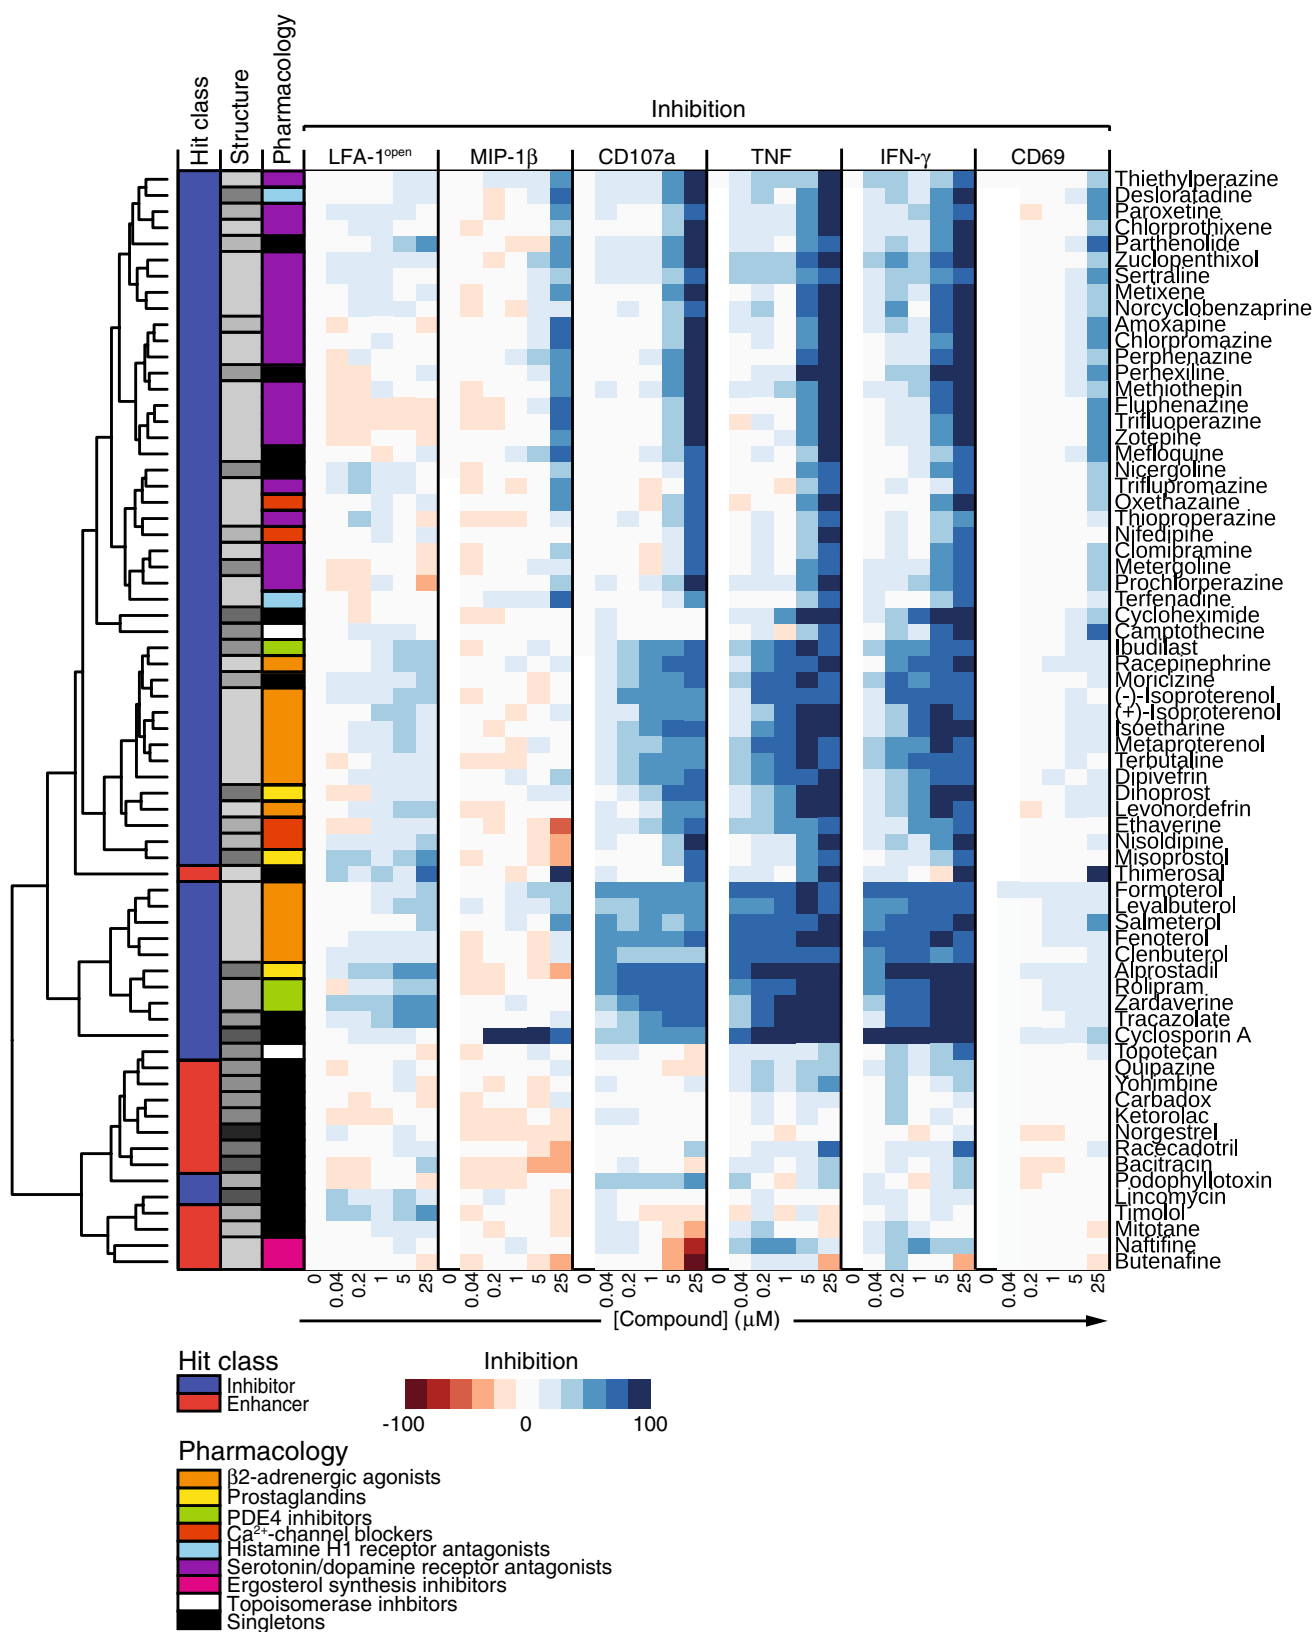 Hit class
Structure
Pharmacology
Inhibition
LFA-1open
MIP-1β
CD107a
TNF
IFN-γ
CD69
Thiethylperazine
Desloratadine
Paroxetine
Chlorprothixene
Parthenolide
Zuclopenthixol
Sertraline
Metixene
Norcyclobenzaprine
Amoxapine
Chlorpromazine
Perphenazine
Perhexiline
Methiothepin
Fluphenazine
Trifluoperazine
Zotepine
Mefloquine
Nicergoline
Triflupromazine
Oxethazaine
Thioproperazine
Nifedipine
Clomipramine
Metergoline
Prochlorperazine
Terfenadine
Cycloheximide
Camptothecine
Ibudilast
Racepinephrine
Moricizine
(-)-Isoproterenol
(+)-Isoproterenol
Isoetharine
Metaproterenol
Terbutaline
Dipivefrin
Dinoprost
Levonordefrin
Ethaverine
Nisoldipine
Misoprostol
Thimerosal
Formoterol
Levalbuterol
Salmeterol
Fenoterol
Clenbuterol
Alprostadil
Rolipram
Zardaverine
Tracazolate
Cyclosporin A
Topotecan
Quipazine
Yohimbine
Carbadox
Ketorolac
Norgestrel
Racecadotril
Bacitracin
Podophyllotoxin
Lincomycin
Timolol
Mitotane
Naftifine
Butenafine
0 0.04 0.2 1 5 25 0 0.04 0.2 1 5 25 0 0.04 0.2 1 5 25 0 0.04 0.2 1 5 25 0 0.04 0.2 1 5 25 0 0.04 0.2 1 5 25
[Compound] (μM)
Hit class
Inhibitor
Enhancer
Inhibition
-100 0 100
Pharmacology
β2-adrenergic agonists
Prostaglandins
PDE4 inhibitors
Ca2+-channel blockers
Histamine H1 receptor antagonists
Serotonin/dopamine receptor antagonists
Ergosterol synthesis inhibitors
Topoisomerase inhbitors
Singletons